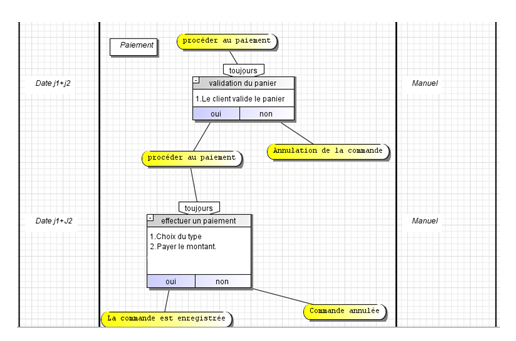 procéder au paiement
Paiement
toujours
Date j1+j2
validation du panier
Manuel
1.Le client valide le panier
oui non
Annulation de la commande
procéder au paiement
toujours
Date j1+J2
effectuer un paiement
Manuel
1.Choix du type
2.Payer le montant.
oui non
Commande annulée
La commande est enregistrée